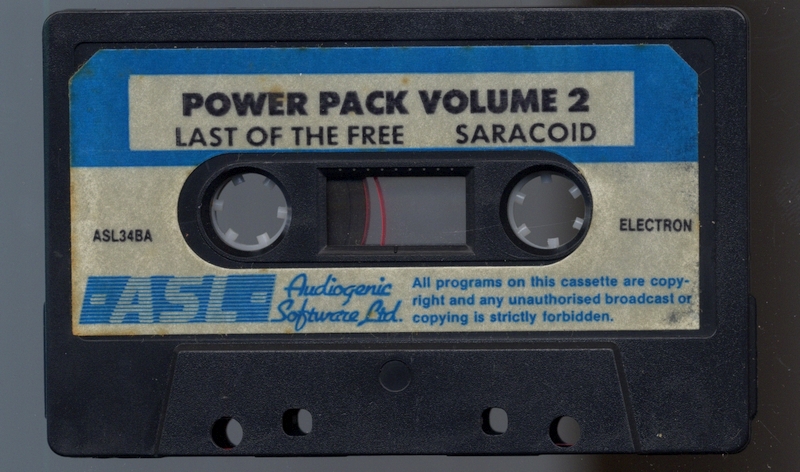 POWER PACK VOLUME 2
LAST OF THE FREE SARACOID
ASL34BA
ELECTRON
ASL
Audiogenic
Software Ltd.
All programs on this cassette are copy-
right and any unauthorised broadcast or
copying is strictly forbidden.